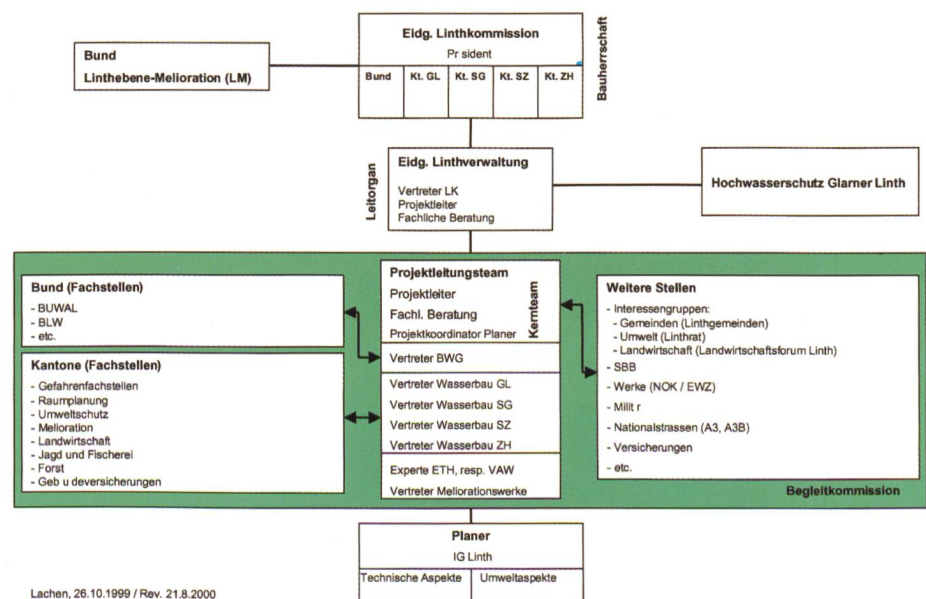 Eidg. Linthkommission
Pr sident
Bund Kt. GL Kt. SG Kt. SZ Kt. ZH
Bauherrschaft
Bund
Linthebene-Melioration (LM)
Eidg. Linthverwaltung
Vertreter LK
Projektleiter
Fachliche Beratung
Leitorgan
Hochwasserschutz Glarner Linth
Bund (Fachstellen)
- BUWAL
- BLW
- etc.
Kantone (Fachstellen)
- Gefahrenfachstellen
- Raumplanung
- Umweltschutz
- Melioration
- Landwirtschaft
- Jagd und Fischerei
- Forst
- Geb u deversicherungen
Projektleitungsteam
Projektleiter
Fachl. Beratung
Projektkoordinator Planer
Kernteam
Vertreter BWG
Vertreter Wasserbau GL
Vertreter Wasserbau SG
Vertreter Wasserbau SZ
Vertreter Wasserbau ZH
Experte ETH, resp. VAW
Vertreter Meliorationswerke
Weitere Stellen
- Interessengruppen:
- Gemeinden (Linthgemeinden)
- Umwelt (Linthrat)
- Landwirtschaft (Landwirtschaftsforum Linth)
- SBB
- Werke (NOK / EWZ)
- Milit r
- Nationalstrassen (A3, A3B)
- Versicherungen
- etc.
Begleitkommission
Planer
IG Linth
Technische Aspekte Umweltaspekte
Lachen, 26.10.1999 / Rev. 21.8.2000